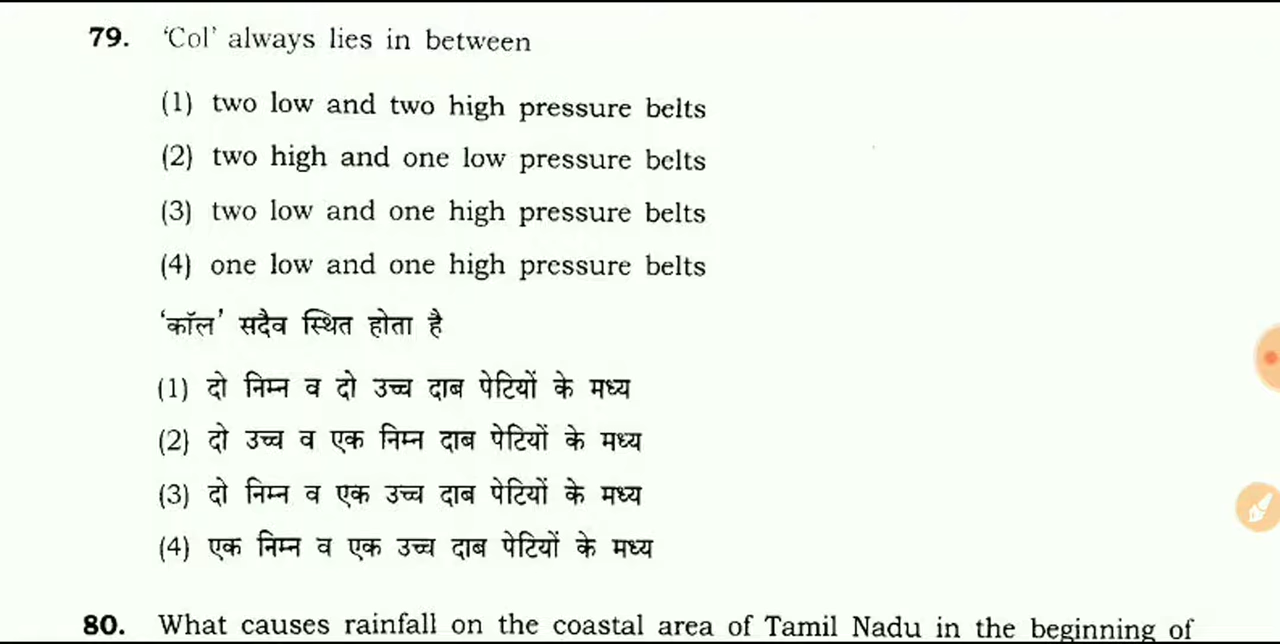 79. 'Col' always lies in between
(1) two low and two high pressure belts
(2) two high and one low pressure belts
(3) two low and one high pressure belts
(4) one low and one high pressure belts
'कॉल' सदैव स्थित होता है
(1) दो निम्न व दो उच्च दाब पेटियों के मध्य
(2) दो उच्च व एक निम्न दाब पेटियों के मध्य
(3) दो निम्न व एक उच्च दाब पेटियों के मध्य
(4) एक निम्न व एक उच्च दाब पेटियों के मध्य
80. What causes rainfall on the coastal area of Tamil Nadu in the beginning of